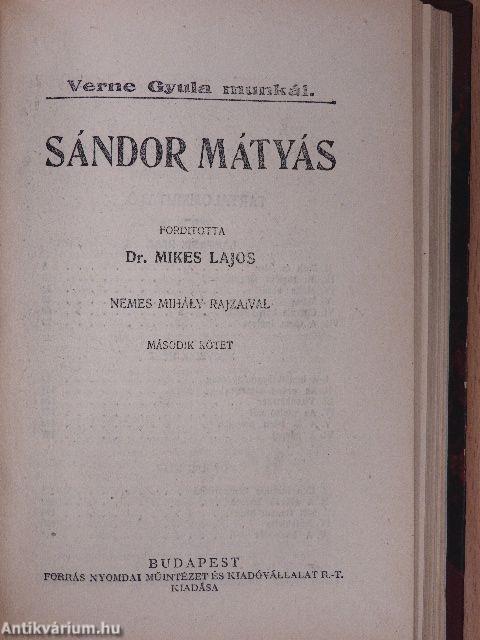 Verne Gyula munkái.
SÁNDOR MÁTYÁS
FORDITOTTA
Dr. MIKES LAJOS
NEMES MIHÁLY RAJZAIVAL
MÁSODIK KÖTET
BUDAPEST
FORRÁS NYOMDAI MŰINTÉZET ÉS KIADÓVÁLLALAT R.-T.
KIADÁSA
Antikvárium.hu